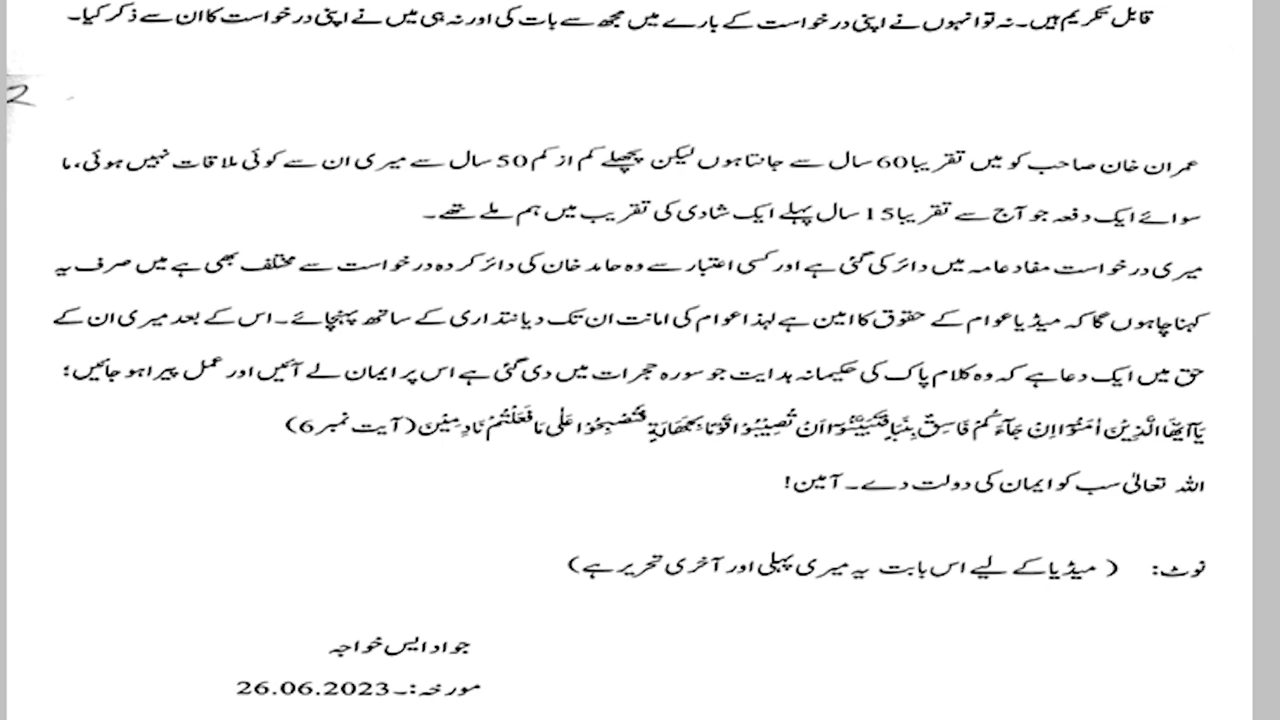 قابل تکریم ہیں۔ نہ تو انہوں نے اپنی درخواست کے بارے میں مجھ سے بات کی اور نہ ہی میں نے اپنی درخواست کا ان سے ذکر کیا۔
2
عمران خان صاحب کو میں تقریبا 60 سال سے جانتا ہوں لیکن پچھلے کم از کم 50 سال سے میری ان سے کوئی ملاقات نہیں ہوئی، ما
سوائے ایک دفعہ جو آج سے تقریبا 15 سال پہلے ایک شادی کی تقریب میں ہم ملے تھے۔
میری درخواست مفاد عامہ میں دائر کی گئی ہے اور کسی اعتبار سے وہ حامد خان کی دائر کردہ درخواست سے مختلف بھی ہے میں صرف یہ
کہنا چاہوں گا کہ میڈیا عوام کے حقوق کا امین ہے لہذا عوام کی امانت ان تک دیانتداری کے ساتھ پہنچائے۔ اس کے بعد میری ان کے
حق میں ایک دعا ہے کہ وہ کلام پاک کی حکیمانہ ہدایت جو سورہ حجرات میں دی گئی ہے اس پر ایمان لے آئیں اور عمل پیرا ہو جائیں؛
يَآ اَيُّهَا الَّذِيْنَ اٰمَنُوْٓا اِنْ جَآءَكُمْ فَاسِقٌ بِنَبَاٍ فَتَبَيَّنُوْٓا اَنْ تُصِيْبُوْا قَوْمًا بِجَهَالَةٍ فَتُصْبِحُوْا عَلٰى مَا فَعَلْتُمْ نَادِمِيْنَ (آیت نمبر 6)
اللہ تعالیٰ سب کو ایمان کی دولت دے۔ آمین!
نوٹ: ( میڈیا کے لیے اس بابت یہ میری پہلی اور آخری تحریر ہے)
جواد ایس خواجہ
مورخہ:۔26.06.2023